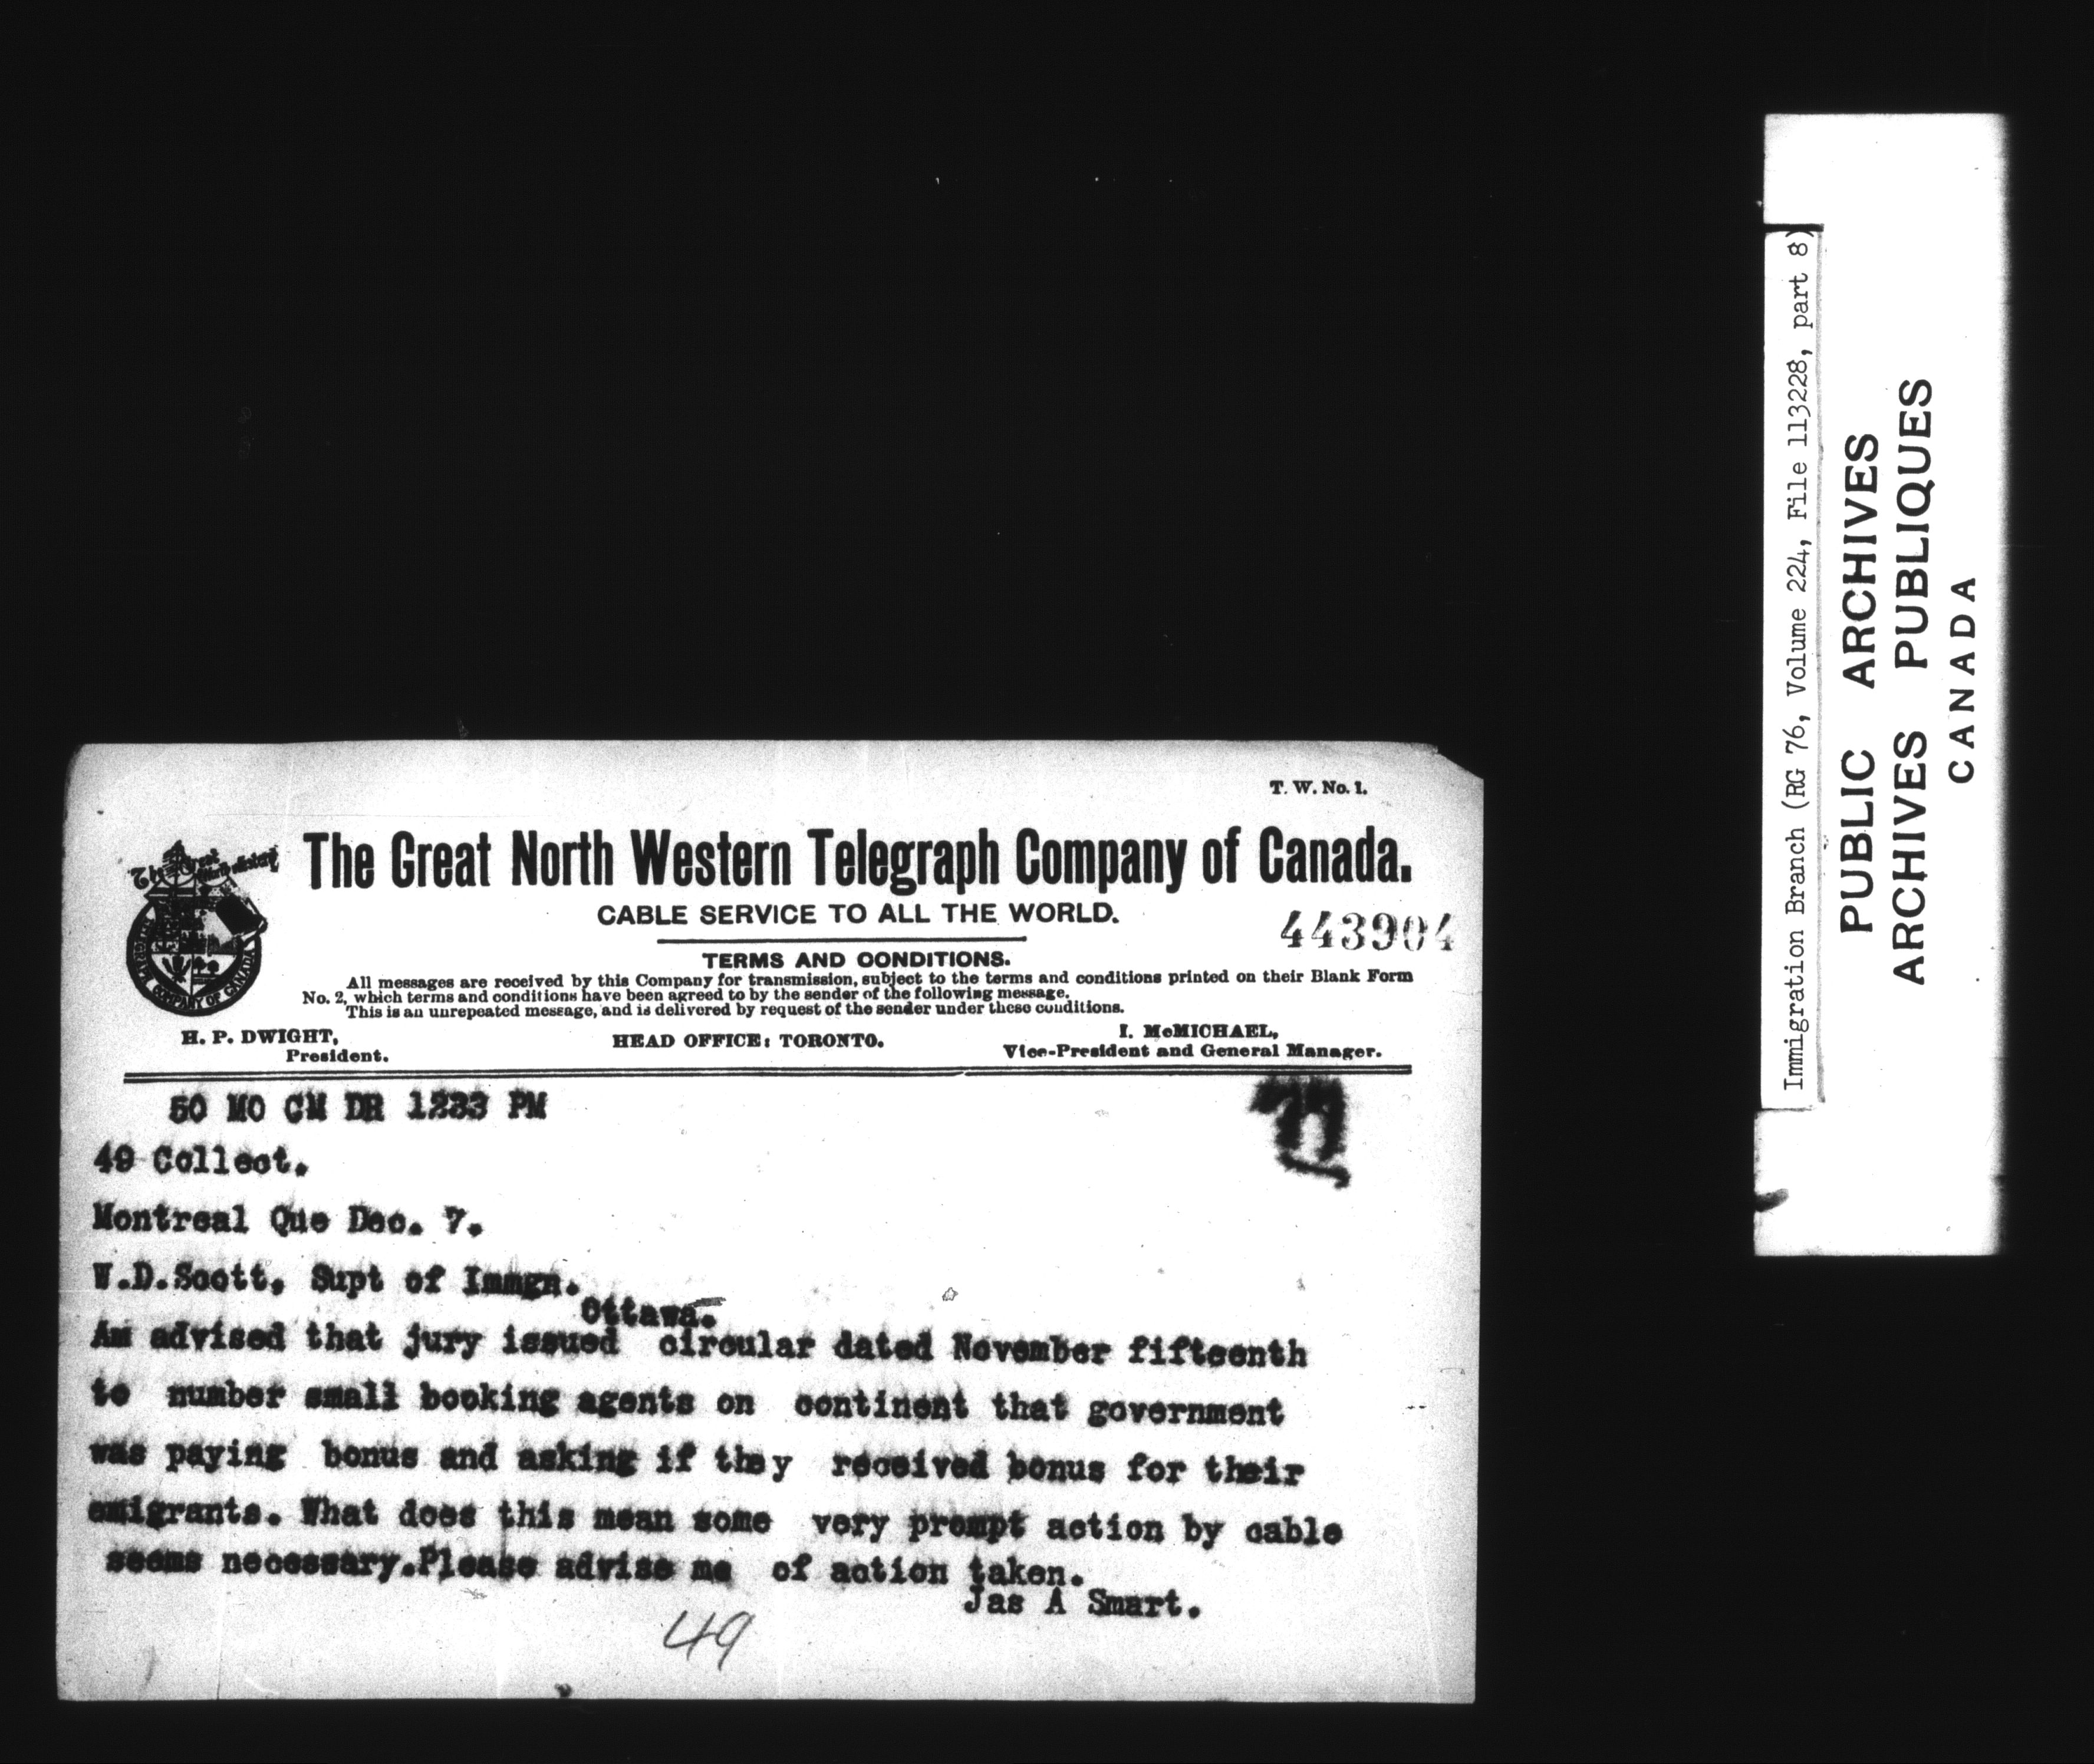 T. W. No. 1.
The Great North Western Telegraph Company of Canada.
CABLE SERVICE TO ALL THE WORLD.
443904
TERMS AND CONDITIONS.
All messages are received by this Company for transmission, subject to the terms and conditions printed on their Blank Form
No. 2, which terms and conditions have been agreed to by the sender of the following message.
This is an unrepeated message, and is delivered by request of the sender under these conditions.
H. P. DWIGHT,
President.
HEAD OFFICE: TORONTO.
I. McMICHAEL,
Vice-President and General Manager.
50 MO CM DR 1233 PM
49 Collect.
Montreal Que Dec. 7.
W.D.Scott, Supt of Immgn.
Ottawa.
Am advised that jury issued circular dated November fifteenth
to number small booking agents on continent that government
was paying bonus and asking if they received bonus for their
emigrants. What does this mean some very prompt action by cable
seems necessary.Please advise me of action taken.
Jas A Smart.
49
Immigration Branch (RG 76, Volume 224, File 113228, part 8)
PUBLIC ARCHIVES
ARCHIVES PUBLIQUES
CANADA